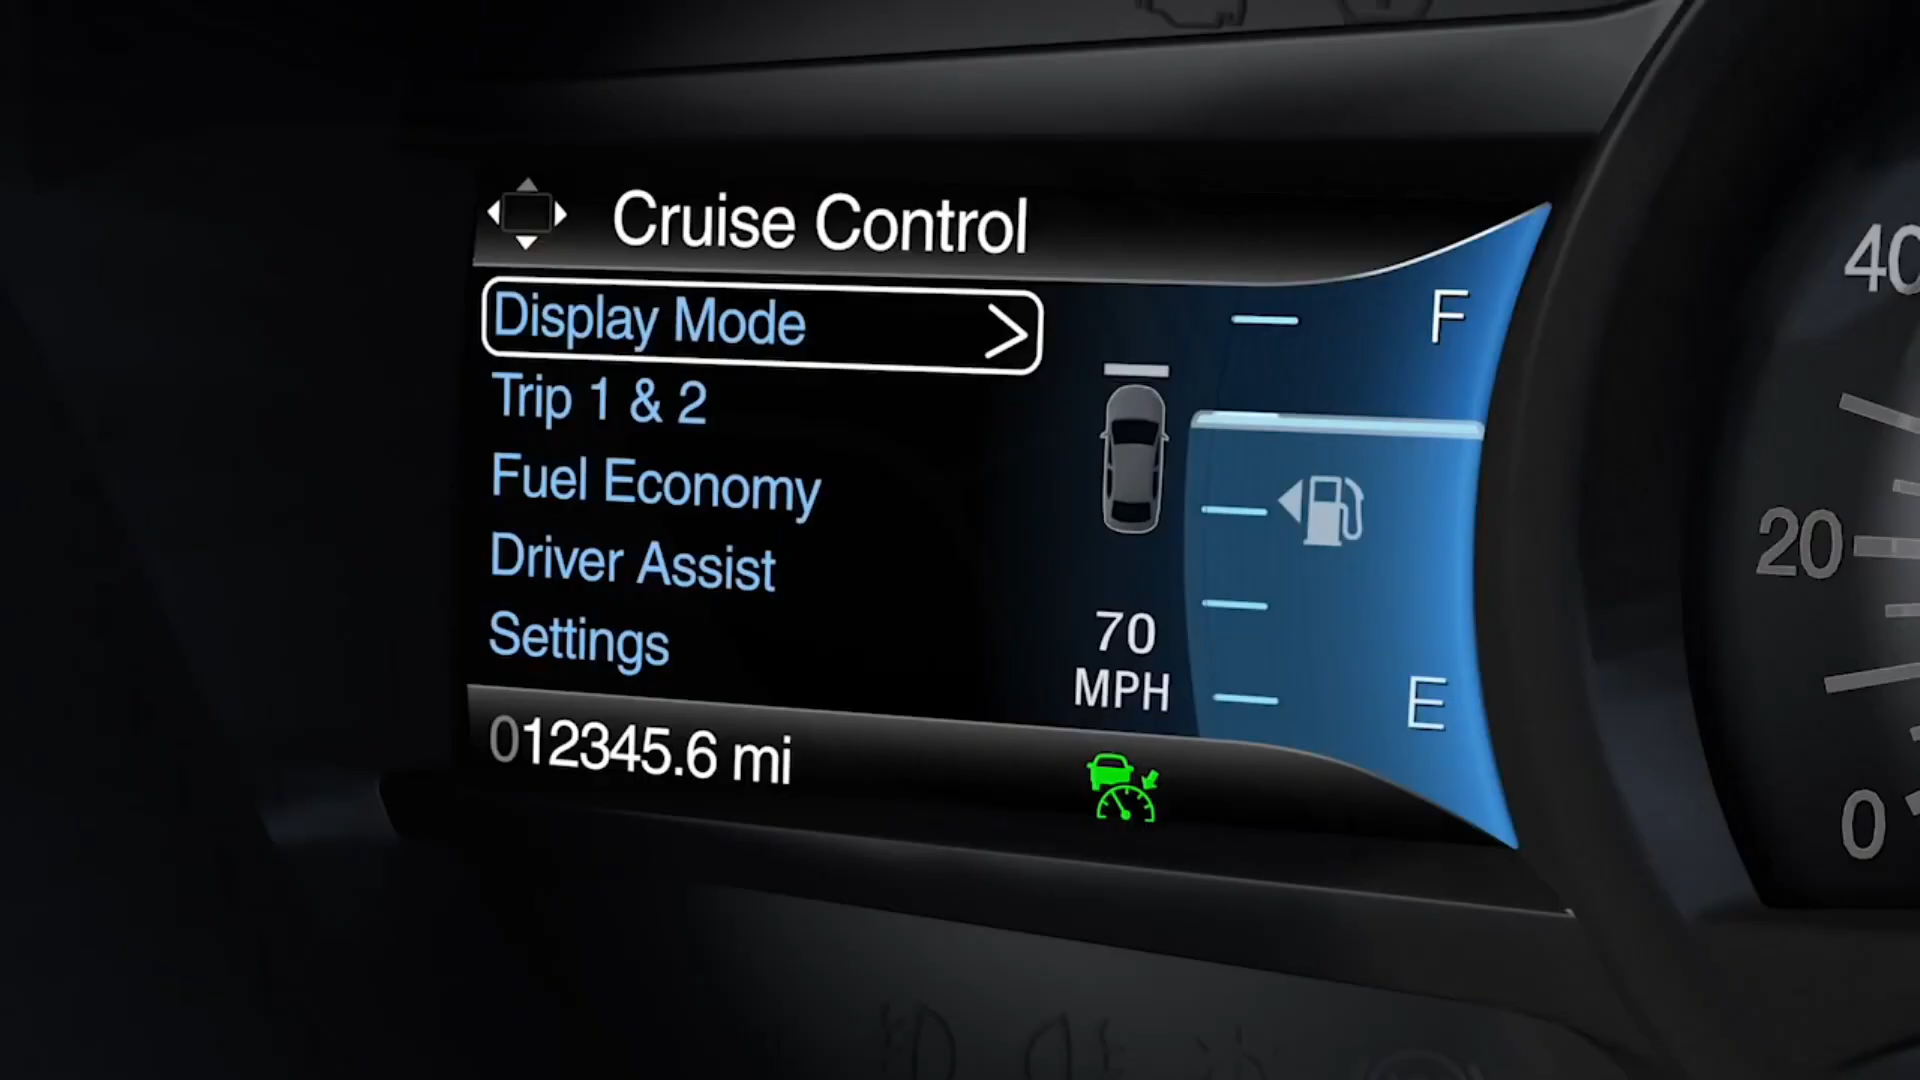 Cruise Control
Display Mode
Trip 1 & 2
Fuel Economy
Driver Assist
Settings
012345.6 mi
70
MPH
F
E
40
20
0